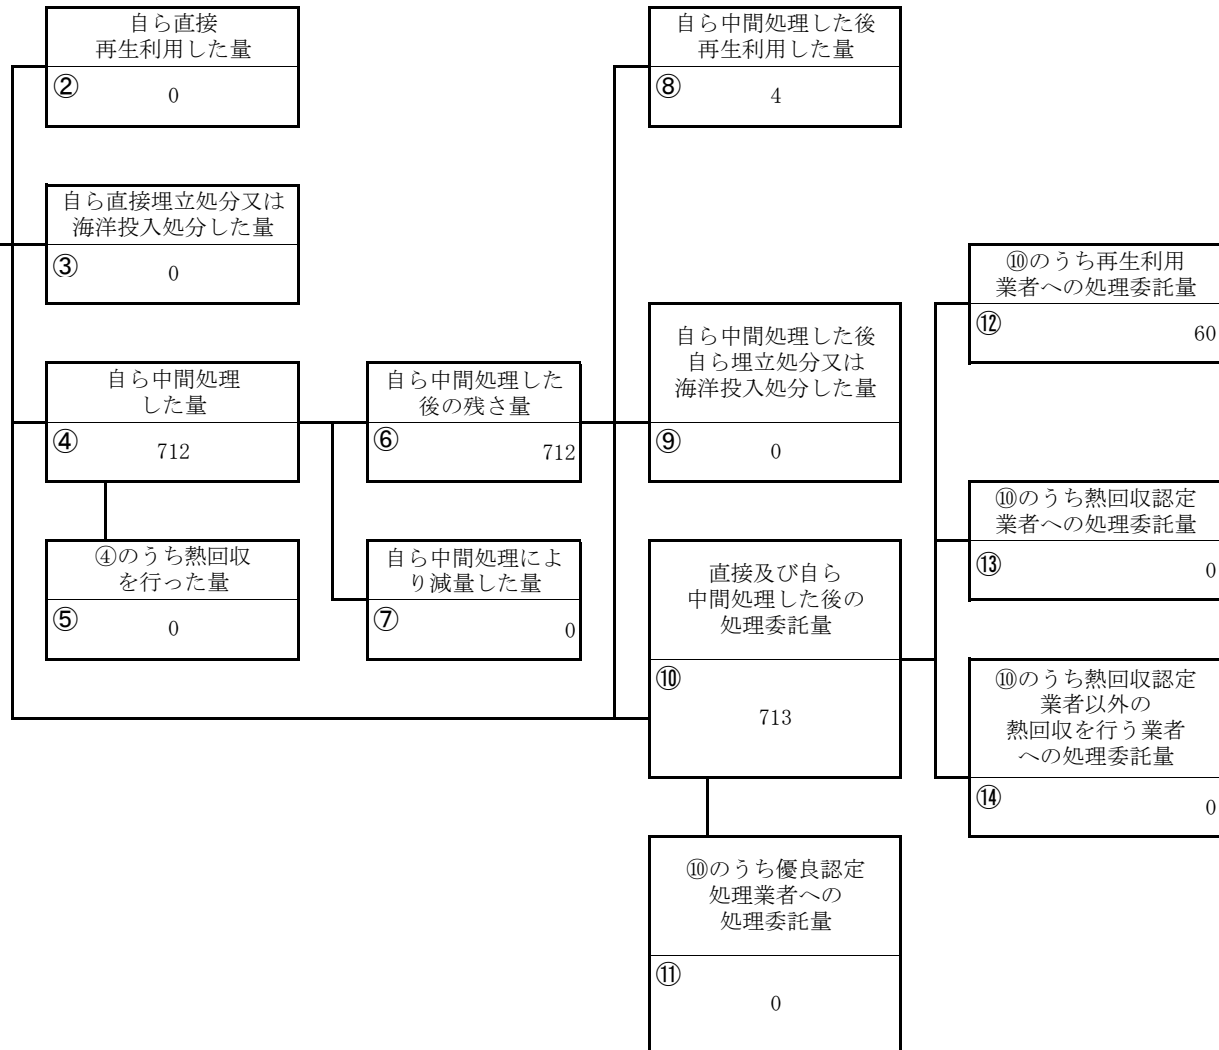 自ら直接
再生利用した量
②
0
自ら中間処理した後
再生利用した量
⑧
4
自ら直接埋立処分又は
海洋投入処分した量
③
0
⑩のうち再生利用
業者への処理委託量
⑫
60
自ら中間処理した後
自ら埋立処分又は
海洋投入処分した量
⑨
0
自ら中間処理
した量
④
712
自ら中間処理した
後の残さ量
⑥
712
⑩のうち熱回収認定
業者への処理委託量
⑬
0
④のうち熱回収
を行った量
⑤
0
自ら中間処理によ
り減量した量
⑦
0
直接及び自ら
中間処理した後の
処理委託量
⑩
713
⑩のうち熱回収認定
業者以外の
熱回収を行う業者
への処理委託量
⑭
0
⑩のうち優良認定
処理業者への
処理委託量
⑪
0